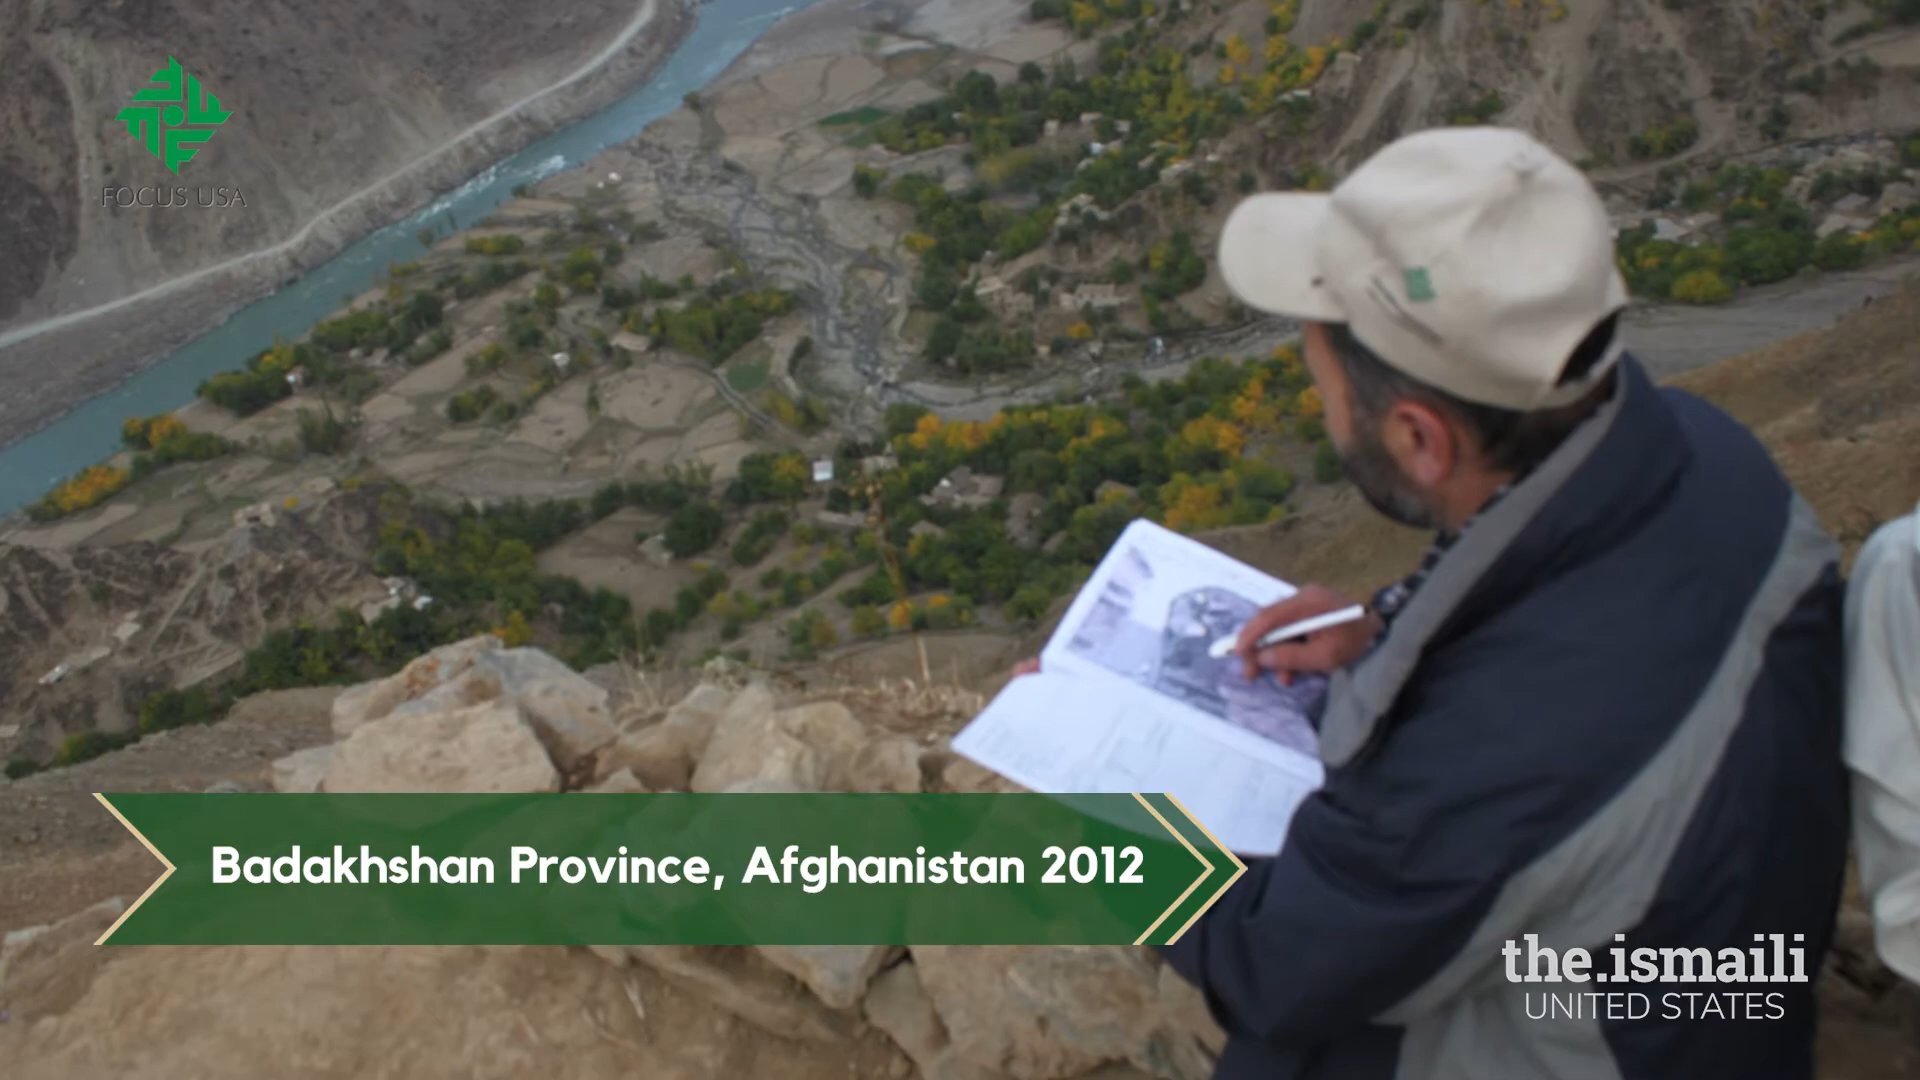 FOCUS USA
Badakhshan Province, Afghanistan 2012
the.ismaili
UNITED STATES